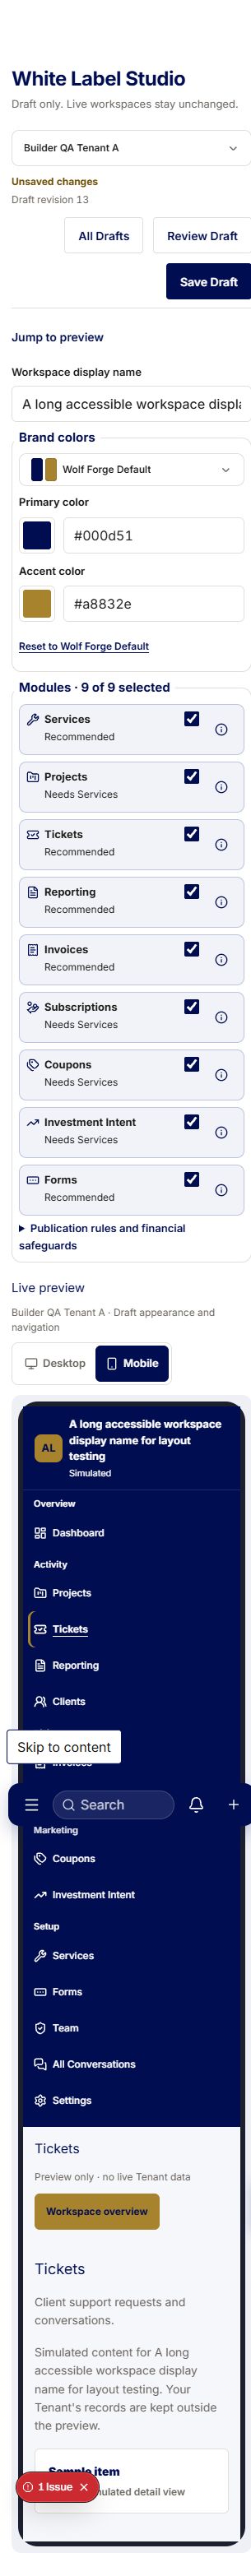 White Label Studio
Draft only. Live workspaces stay unchanged.
Builder QA Tenant A
Unsaved changes
Draft revision 13
All Drafts
Review Draft
Save Draft
Jump to preview
Workspace display name
A long accessible workspace displa
Brand colors
Wolf Forge Default
Primary color
#000d51
Accent color
#a8832e
Reset to Wolf Forge Default
Modules · 9 of 9 selected
Services
Recommended
Projects
Needs Services
Tickets
Recommended
Reporting
Recommended
Invoices
Recommended
Subscriptions
Needs Services
Coupons
Needs Services
Investment Intent
Needs Services
Forms
Recommended
Publication rules and financial
safeguards
Live preview
Builder QA Tenant A · Draft appearance and
navigation
Desktop
Mobile
AL
A long accessible workspace
display name for layout
testing
Simulated
Overview
Dashboard
Activity
Projects
Tickets
Reporting
Clients
Skip to content
Search
Marketing
Coupons
Investment Intent
Setup
Services
Forms
Team
All Conversations
Settings
Tickets
Preview only · no live Tenant data
Workspace overview
Tickets
Client support requests and
conversations.
Simulated content for A long
accessible workspace display
name for layout testing. Your
Tenant's records are kept outside
the preview.
item
1 Issue
detail view